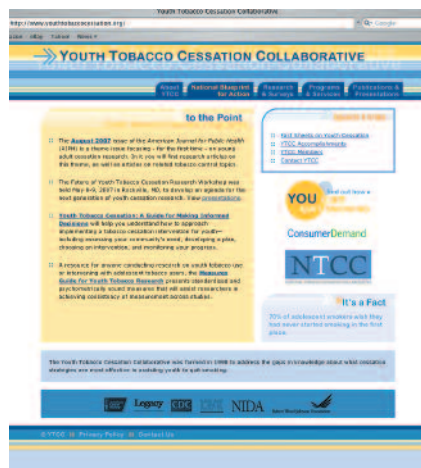 Youth Tobacco Cessation Collaborative
http://www.youthtobaccocessation.org/
eBay Yahoo! News
YOUTH TOBACCO CESSATION COLLABORATIVE
About YTCC
National Blueprint for Action
Research & Surveys
Programs & Services
Publications & Presentations
to the Point
The August 2007 issue of the American Journal for Public Health
(AJPH) is a theme issue focusing - for the first time - on young
adult cessation research. In it you will find research articles on
this theme, as well as articles on related tobacco control topics.
The Future of Youth Tobacco Cessation Research Workshop was
held May 8-9, 2007 in Rockville, MD, to develop an agenda for the
next generation of youth cessation research. View presentations.
Youth Tobacco Cessation: A Guide for Making Informed
Decisions will help you understand how to approach
implementing a tobacco cessation intervention for youth—
including assessing your community's need, developing a plan,
choosing an intervention, and monitoring your progress.
A resource for anyone conducting research on youth tobacco use
or intervening with adolescent tobacco users, the Measures
Guide for Youth Tobacco Research presents standardized and
psychometrically sound measures that will assist researchers in
achieving consistency of measurement across studies.
Fact Sheets on Youth Cessation
YTCC Accomplishments
YTCC Members
Contact YTCC
YOU
find out how
ConsumerDemand
NTCC
It's a Fact
70% of adolescent smokers wish they
had never started smoking in the first
place.
The Youth Tobacco Cessation Collaborative was formed in 1998 to address the gaps in knowledge about what cessation
strategies are most effective in assisting youth to quit smoking.
Legacy CDC NIDA
© YTCC Privacy Policy Contact Us